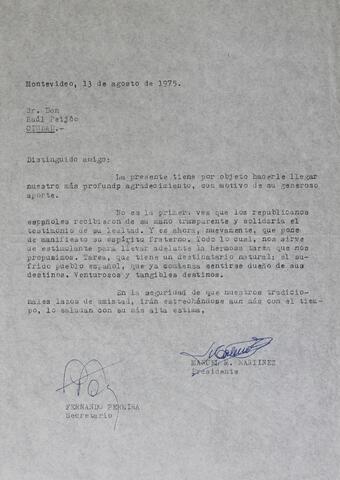 Montevideo, 13 de agosto de 1975.
Sr. Don
Raúl Feijóo
CIUDAD.-
Distinguido amigo:
La presente tiene por objeto hacerle llegar
nuestro más profundo agradecimiento, con motivo de su generoso
aporte.
No es la primera vez que los republicanos
españoles recibieron de su mano transparente y solidaria el
testimonio de su lealtad. Y es ahora, nuevamente, que pone
de manifiesto su espíritu fraterno. Todo lo cual, nos sirve
de estimulante para llevar adelante la hermosa tarea que nos
propusimos. Tarea, que tiene un destinatario natural; el su-
frido pueblo español, que ya comienza sentirse dueño de sus
destinos. Venturosos y tangibles destinos.
En la seguridad de que nuestros tradicio-
nales lazos de amistad, irán estrechándose aun más con el tiem-
po, lo saludan con su más alta estima,
MANUEL R. MARTINEZ
Presidente
FERNANDO PEREIRA
Secretario